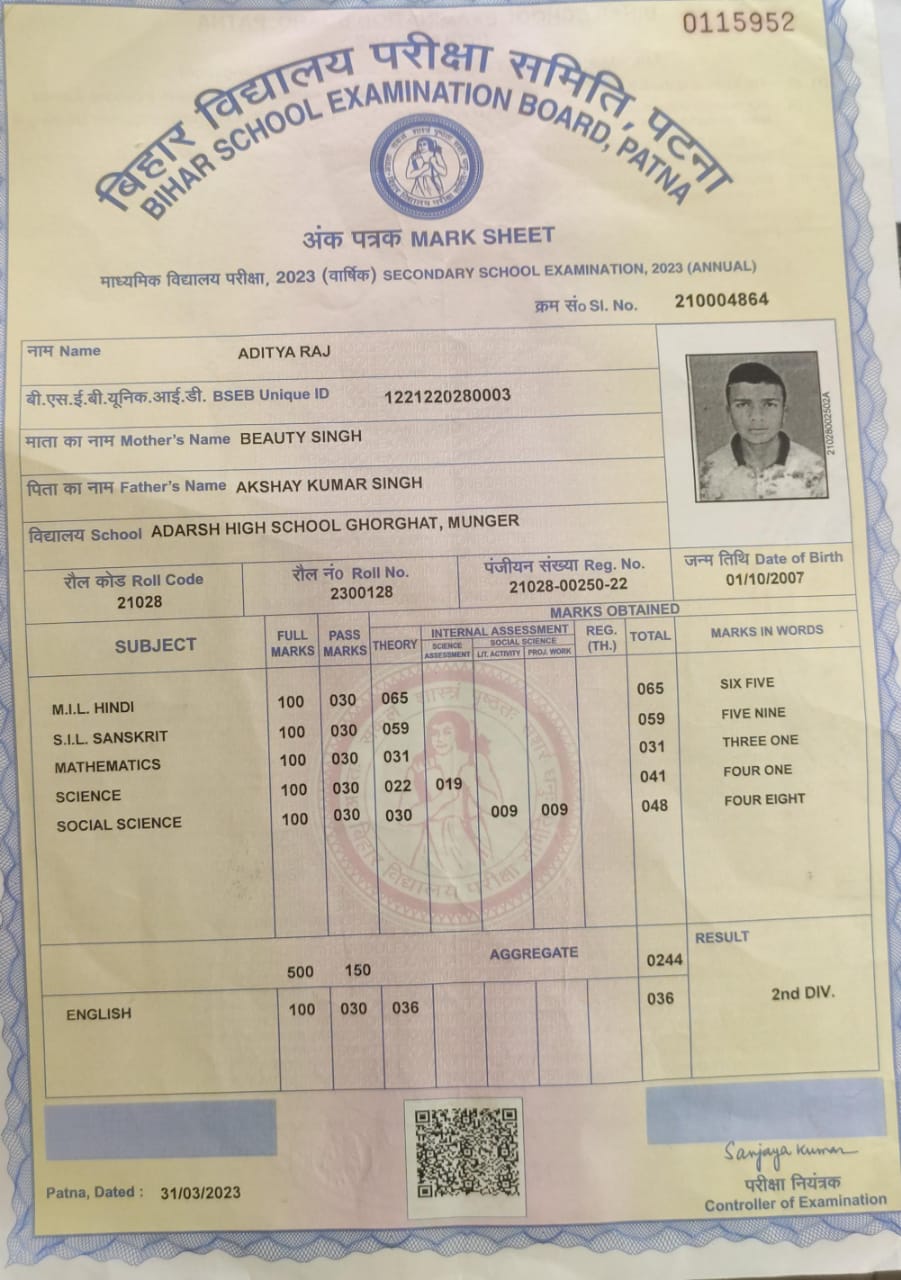 0115952
बिहार विद्यालय परीक्षा समिति, पटना
BIHAR SCHOOL EXAMINATION BOARD, PATNA
अंक पत्रक MARK SHEET
माध्यमिक विद्यालय परीक्षा, 2023 (वार्षिक) SECONDARY SCHOOL EXAMINATION, 2023 (ANNUAL)
क्रम सं० Sl. No. 210004864
नाम Name ADITYA RAJ
बी.एस.ई.बी.यूनिक.आई.डी. BSEB Unique ID 1221220280003
माता का नाम Mother's Name BEAUTY SINGH
पिता का नाम Father's Name AKSHAY KUMAR SINGH
विद्यालय School ADARSH HIGH SCHOOL GHORGHAT, MUNGER
21028002502A
रौल कोड Roll Code रौल नं० Roll No. पंजीयन संख्या Reg. No. जन्म तिथि Date of Birth
21028 2300128 21028-00250-22 01/10/2007
MARKS OBTAINED
SUBJECT FULL MARKS PASS MARKS THEORY INTERNAL ASSESSMENT REG. (TH.) TOTAL MARKS IN WORDS
SCIENCE ASSESSMENT SOCIAL SCIENCE LIT. ACTIVITY PROJ. WORK
M.I.L. HINDI 100 030 065 065 SIX FIVE
S.I.L. SANSKRIT 100 030 059 059 FIVE NINE
MATHEMATICS 100 030 031 031 THREE ONE
SCIENCE 100 030 022 019 041 FOUR ONE
SOCIAL SCIENCE 100 030 030 009 009 048 FOUR EIGHT
बिहार विद्यालय परीक्षा समिति
500 150 AGGREGATE 0244 RESULT
ENGLISH 100 030 036 036 2nd DIV.
Sanjaya Kumar
परीक्षा नियंत्रक
Controller of Examination
Patna, Dated : 31/03/2023